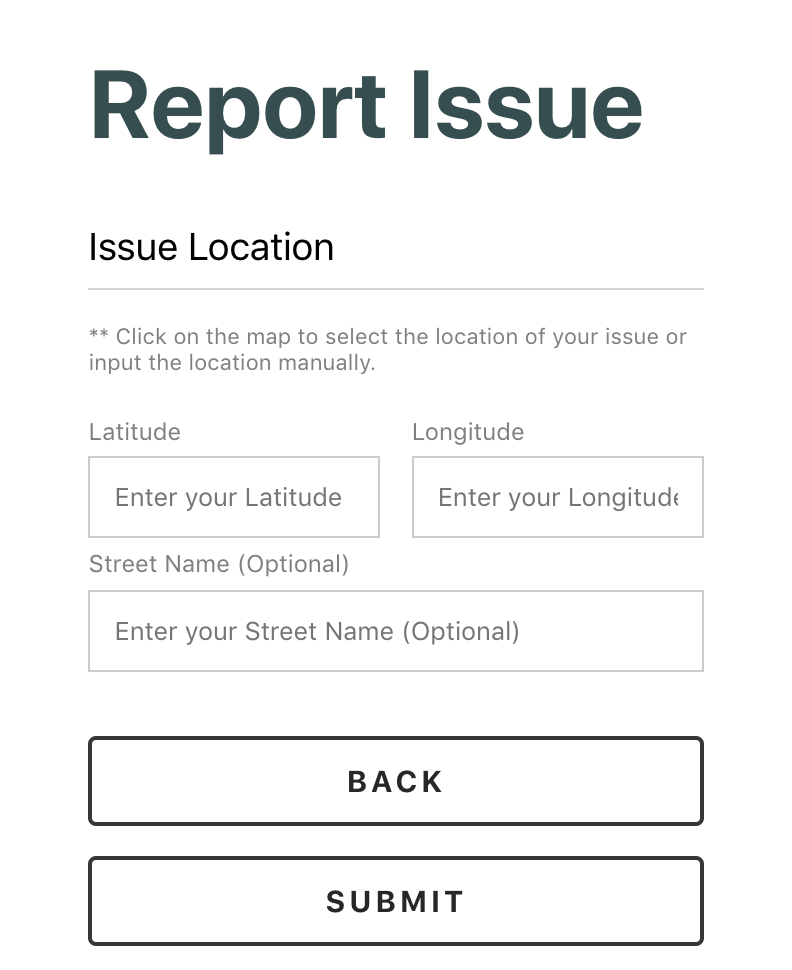 Report Issue
Issue Location
** Click on the map to select the location of your issue or
input the location manually.
Latitude
Longitude
Enter your Latitude
Enter your Longitude
Street Name (Optional)
Enter your Street Name (Optional)
BACK
SUBMIT